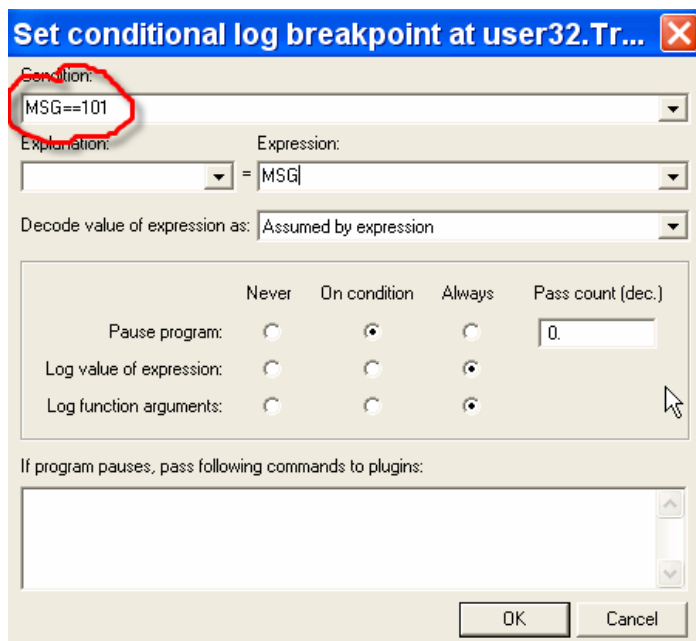 Set conditional log breakpoint at user32.Tr...
Condition:
MSG==101
Explanation: Expression:
= MSG
Decode value of expression as: Assumed by expression
Never On condition Always Pass count (dec.)
Pause program: 0.
Log value of expression:
Log function arguments:
If program pauses, pass following commands to plugins:
OK Cancel